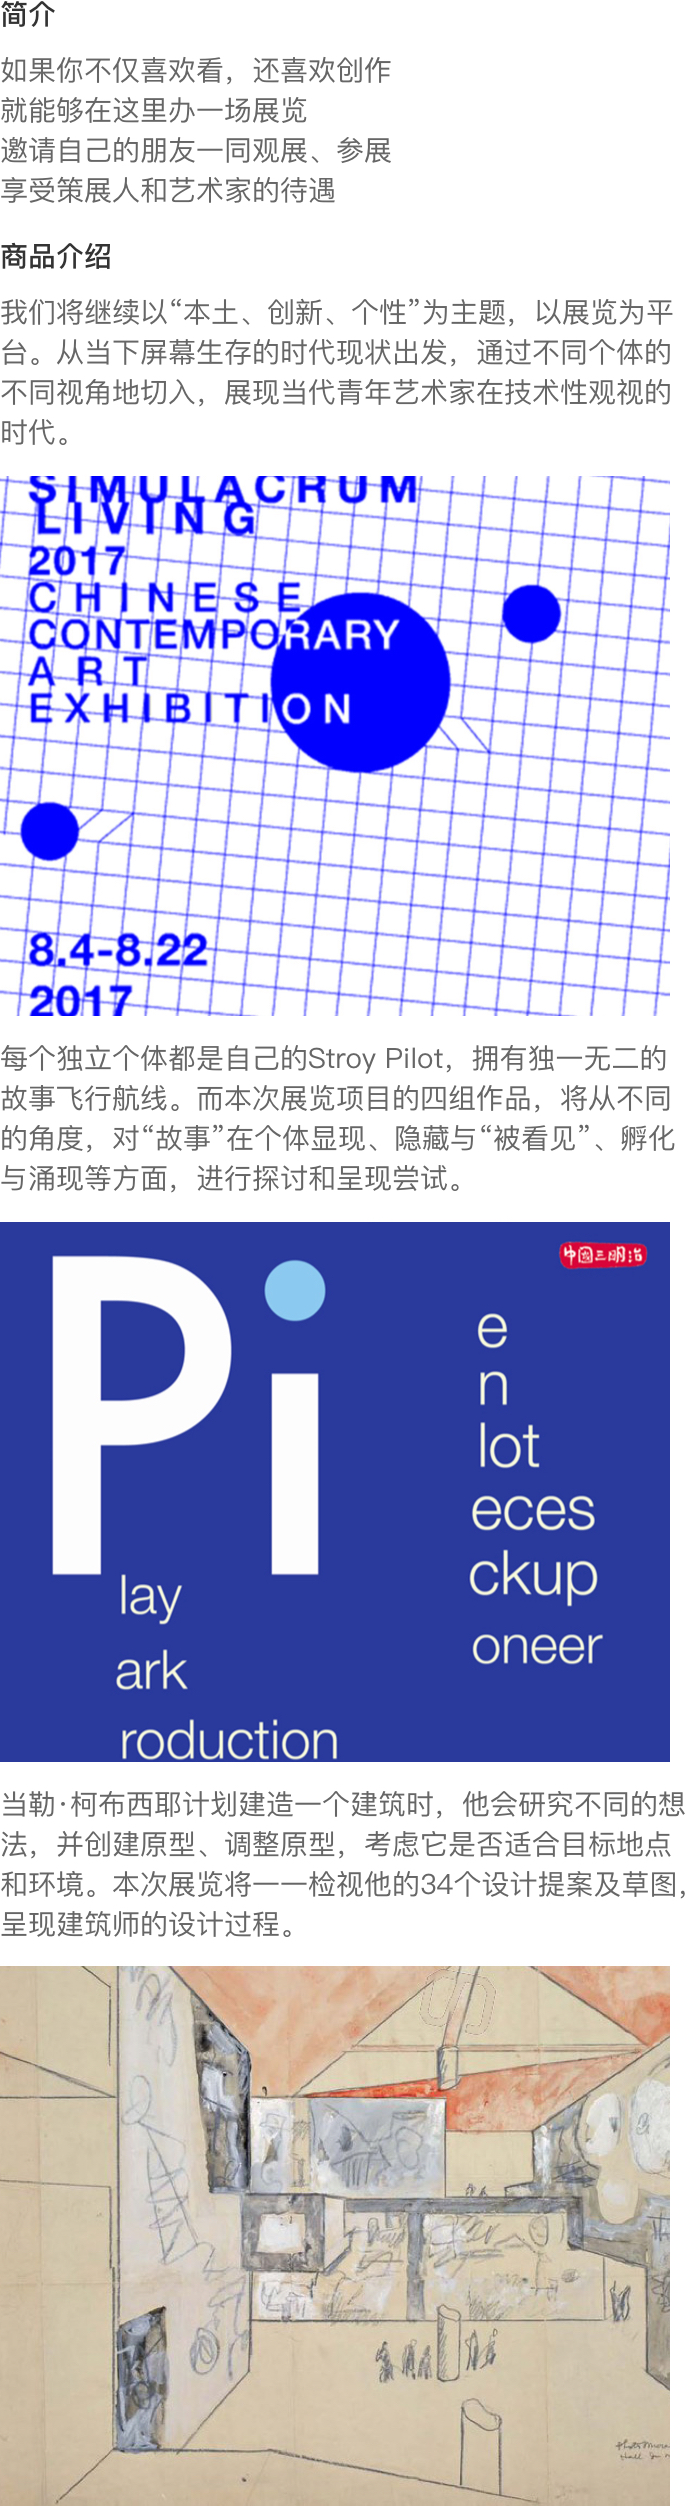 简介
如果你不仅喜欢看，还喜欢创作
就能够在这里办一场展览
邀请自己的朋友一同观展、参展
享受策展人和艺术家的待遇
商品介绍
我们将继续以“本土、创新、个性”为主题，以展览为平
台。从当下屏幕生存的时代现状出发，通过不同个体的
不同视角地切入，展现当代青年艺术家在技术性观视的
时代。
SIMULACRUM
LIVING
2017
CHINESE
CONTEMPORARY
ART
EXHIBITION
8.4-8.22
2017
每个独立个体都是自己的Stroy Pilot，拥有独一无二的
故事飞行航线。而本次展览项目的四组作品，将从不同
的角度，对“故事”在个体显现、隐藏与“被看见”、孵化
与涌现等方面，进行探讨和呈现尝试。
中國三明治
Pi
e
n
lot
eces
ckup
oneer
lay
ark
roduction
当勒·柯布西耶计划建造一个建筑时，他会研究不同的想
法，并创建原型、调整原型，考虑它是否适合目标地点
和环境。本次展览将一一检视他的34个设计提案及草图，
呈现建筑师的设计过程。